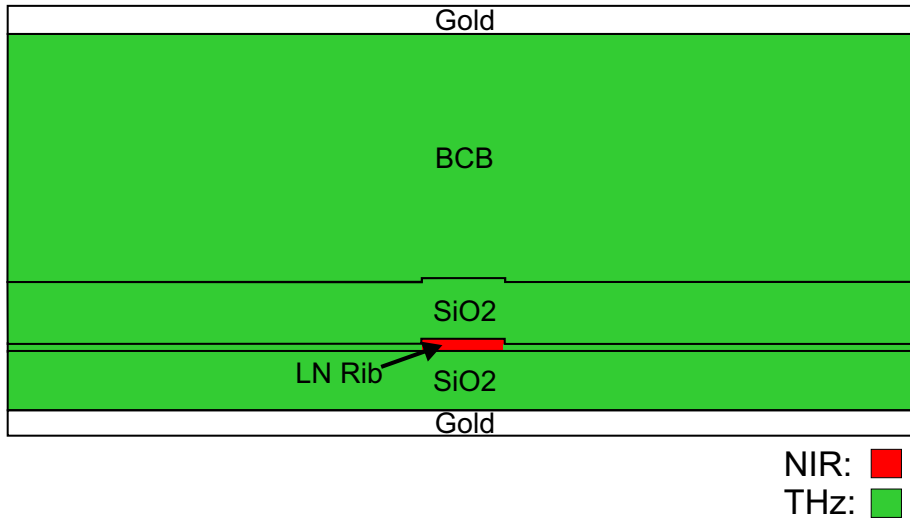 Gold
BCB
SiO2
LN Rib
SiO2
Gold
NIR:
THz: